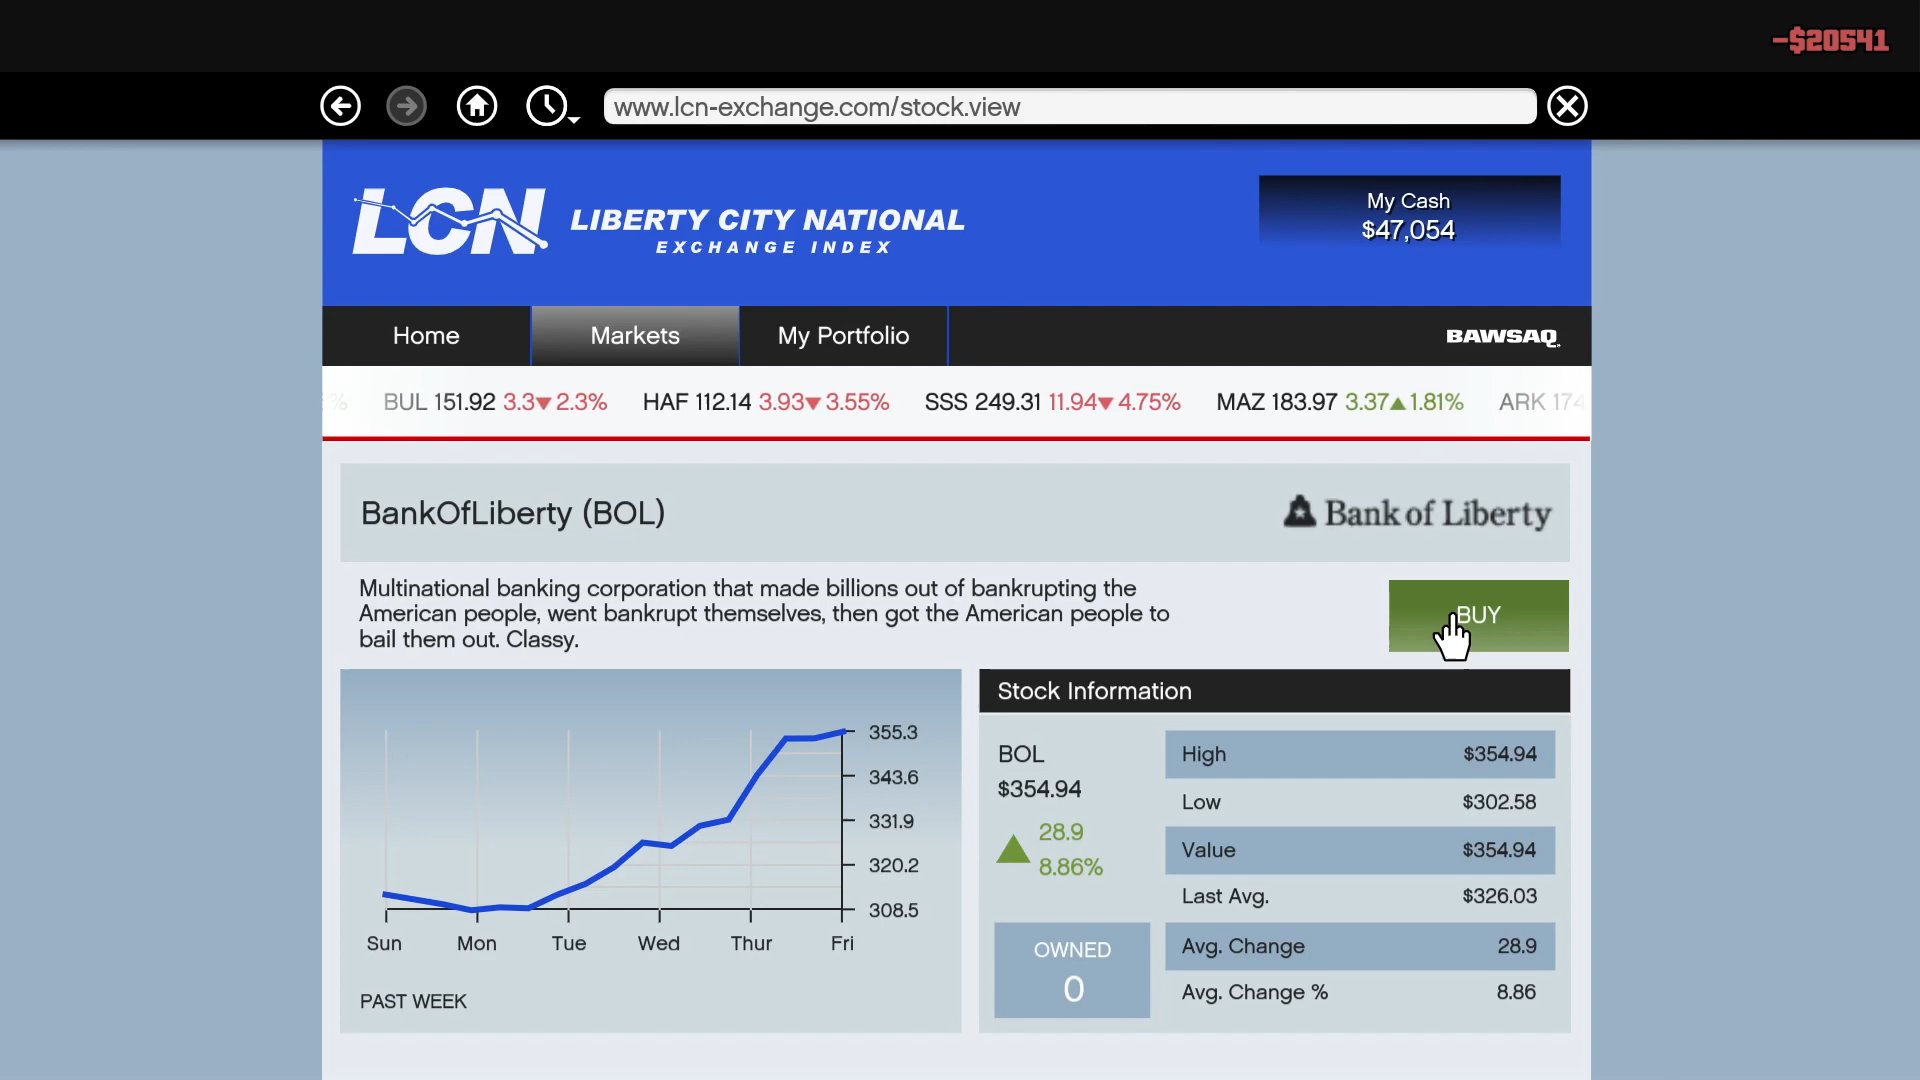 -$20541
www.lcn-exchange.com/stock.view
LCN
LIBERTY CITY NATIONAL
EXCHANGE INDEX
My Cash
$47,054
Home
Markets
My Portfolio
BAWSAQ
% BUL 151.92 3.3▼2.3% HAF 112.14 3.93▼3.55% SSS 249.31 11.94▼4.75% MAZ 183.97 3.37▲1.81% ARK 174
BankOfLiberty (BOL)
Bank of Liberty
Multinational banking corporation that made billions out of bankrupting the
American people, went bankrupt themselves, then got the American people to
bail them out. Classy.
BUY
355.3
343.6
331.9
320.2
308.5
Sun Mon Tue Wed Thur Fri
PAST WEEK
Stock Information
BOL
$354.94
28.9
8.86%
OWNED
0
High $354.94
Low $302.58
Value $354.94
Last Avg. $326.03
Avg. Change 28.9
Avg. Change % 8.86